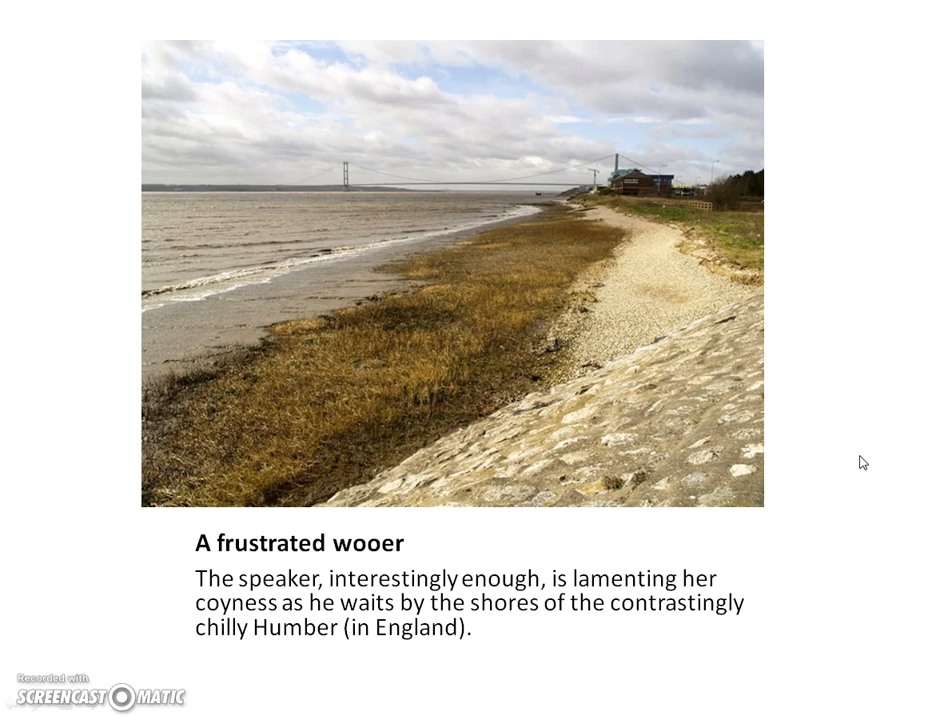 A frustrated wooer
The speaker, interestingly enough, is lamenting her
coyness as he waits by the shores of the contrastingly
chilly Humber (in England).
Recorded with
SCREENCAST-O-MATIC